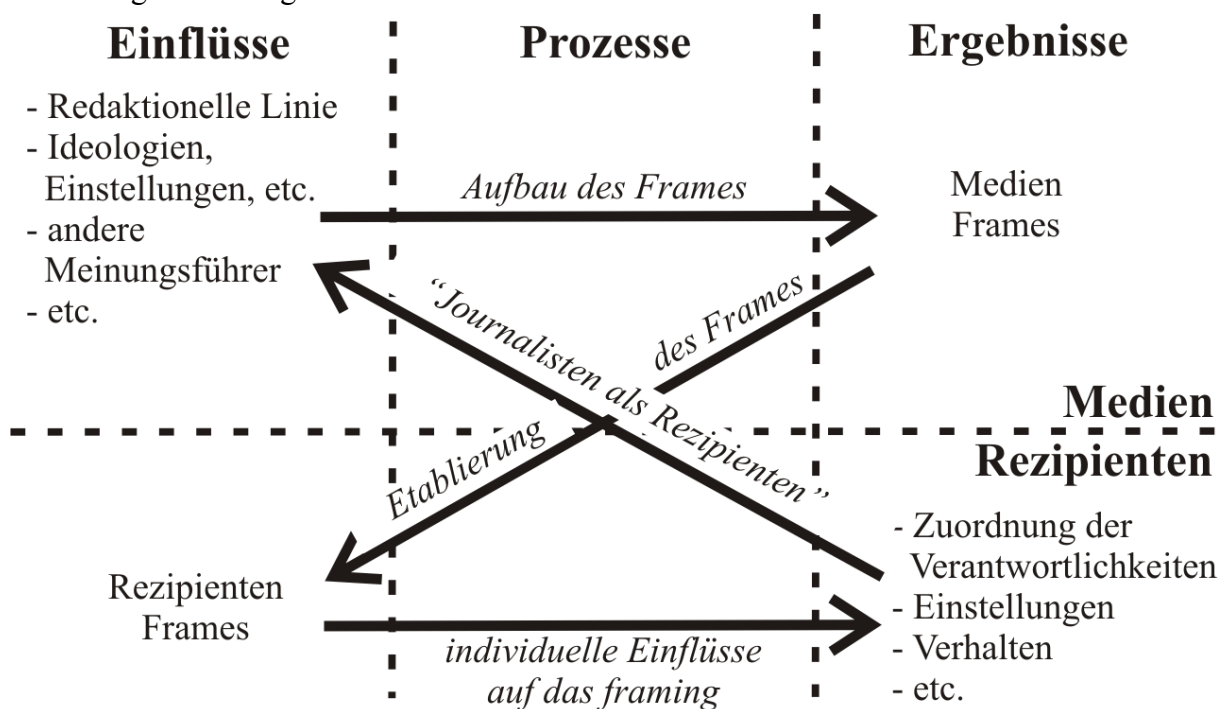 Einflüsse
Prozesse
Ergebnisse
- Redaktionelle Linie
- Ideologien,
Einstellungen, etc.
- andere
Meinungsführer
- etc.
Aufbau des Frames
Medien
Frames
“Journalisten als Rezipienten”
Etablierung des Frames
Medien
Rezipienten
Rezipienten
Frames
individuelle Einflüsse
auf das framing
- Zuordnung der
Verantwortlichkeiten
- Einstellungen
- Verhalten
- etc.